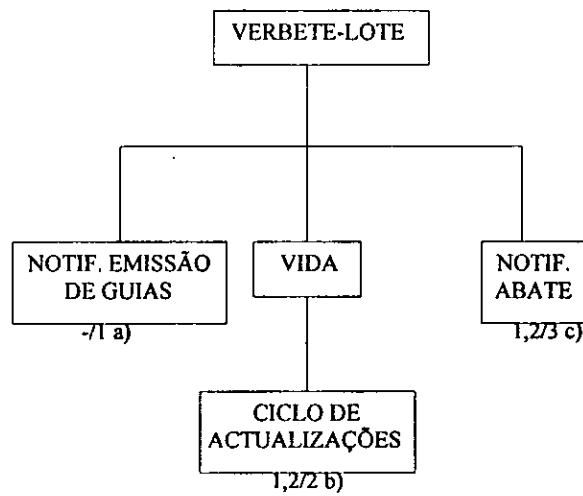 VERBETE-LOTE
NOTIF. EMISSÃO
DE GUIAS
-/1 a)
VIDA
NOTIF.
ABATE
1,2/3 c)
CICLO DE
ACTUALIZAÇÕES
1,2/2 b)